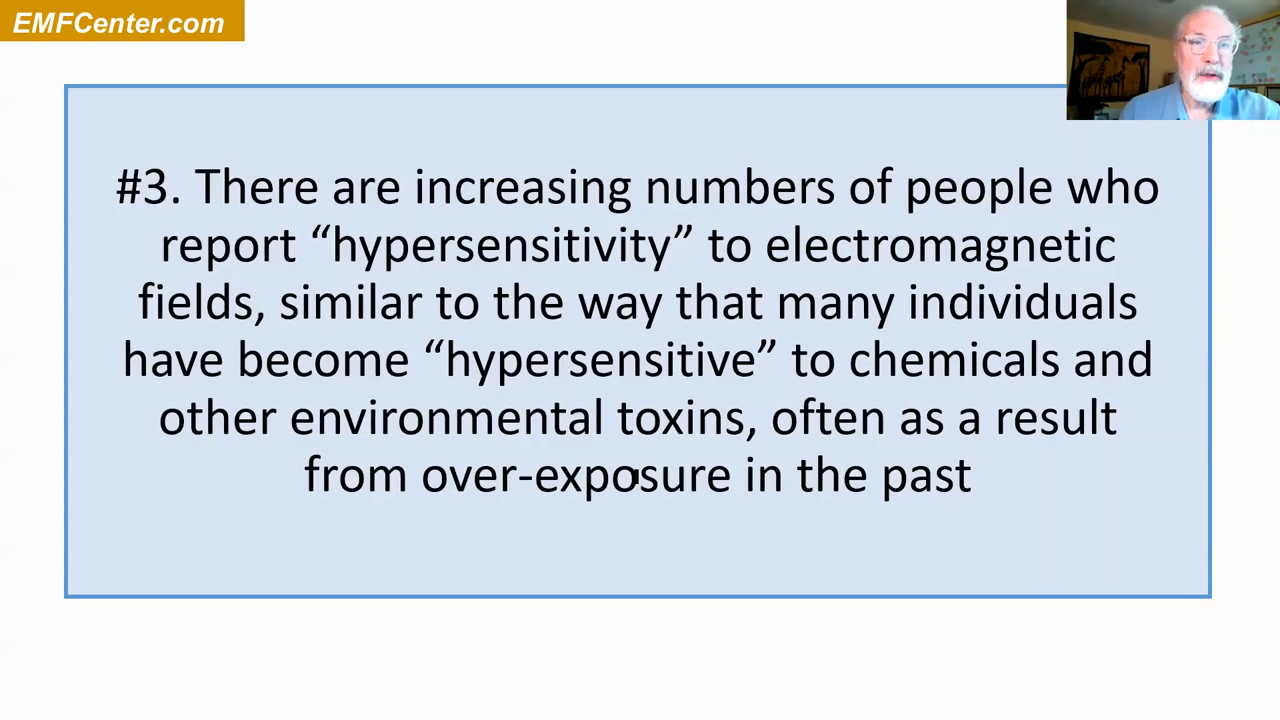 EMFCenter.com
#3. There are increasing numbers of people who
report “hypersensitivity” to electromagnetic
fields, similar to the way that many individuals
have become “hypersensitive” to chemicals and
other environmental toxins, often as a result
from over-exposure in the past